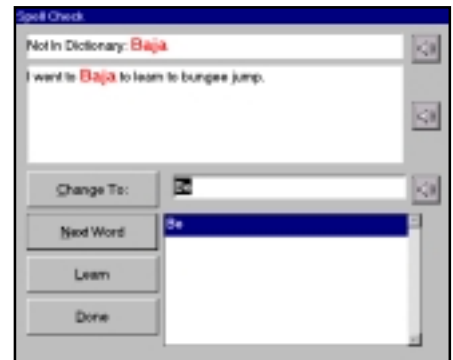 Spell Check
Not In Dictionary: Baja
I went to Baja to learn to bungee jump.
Change To:
Be
Next Word
Be
Learn
Done